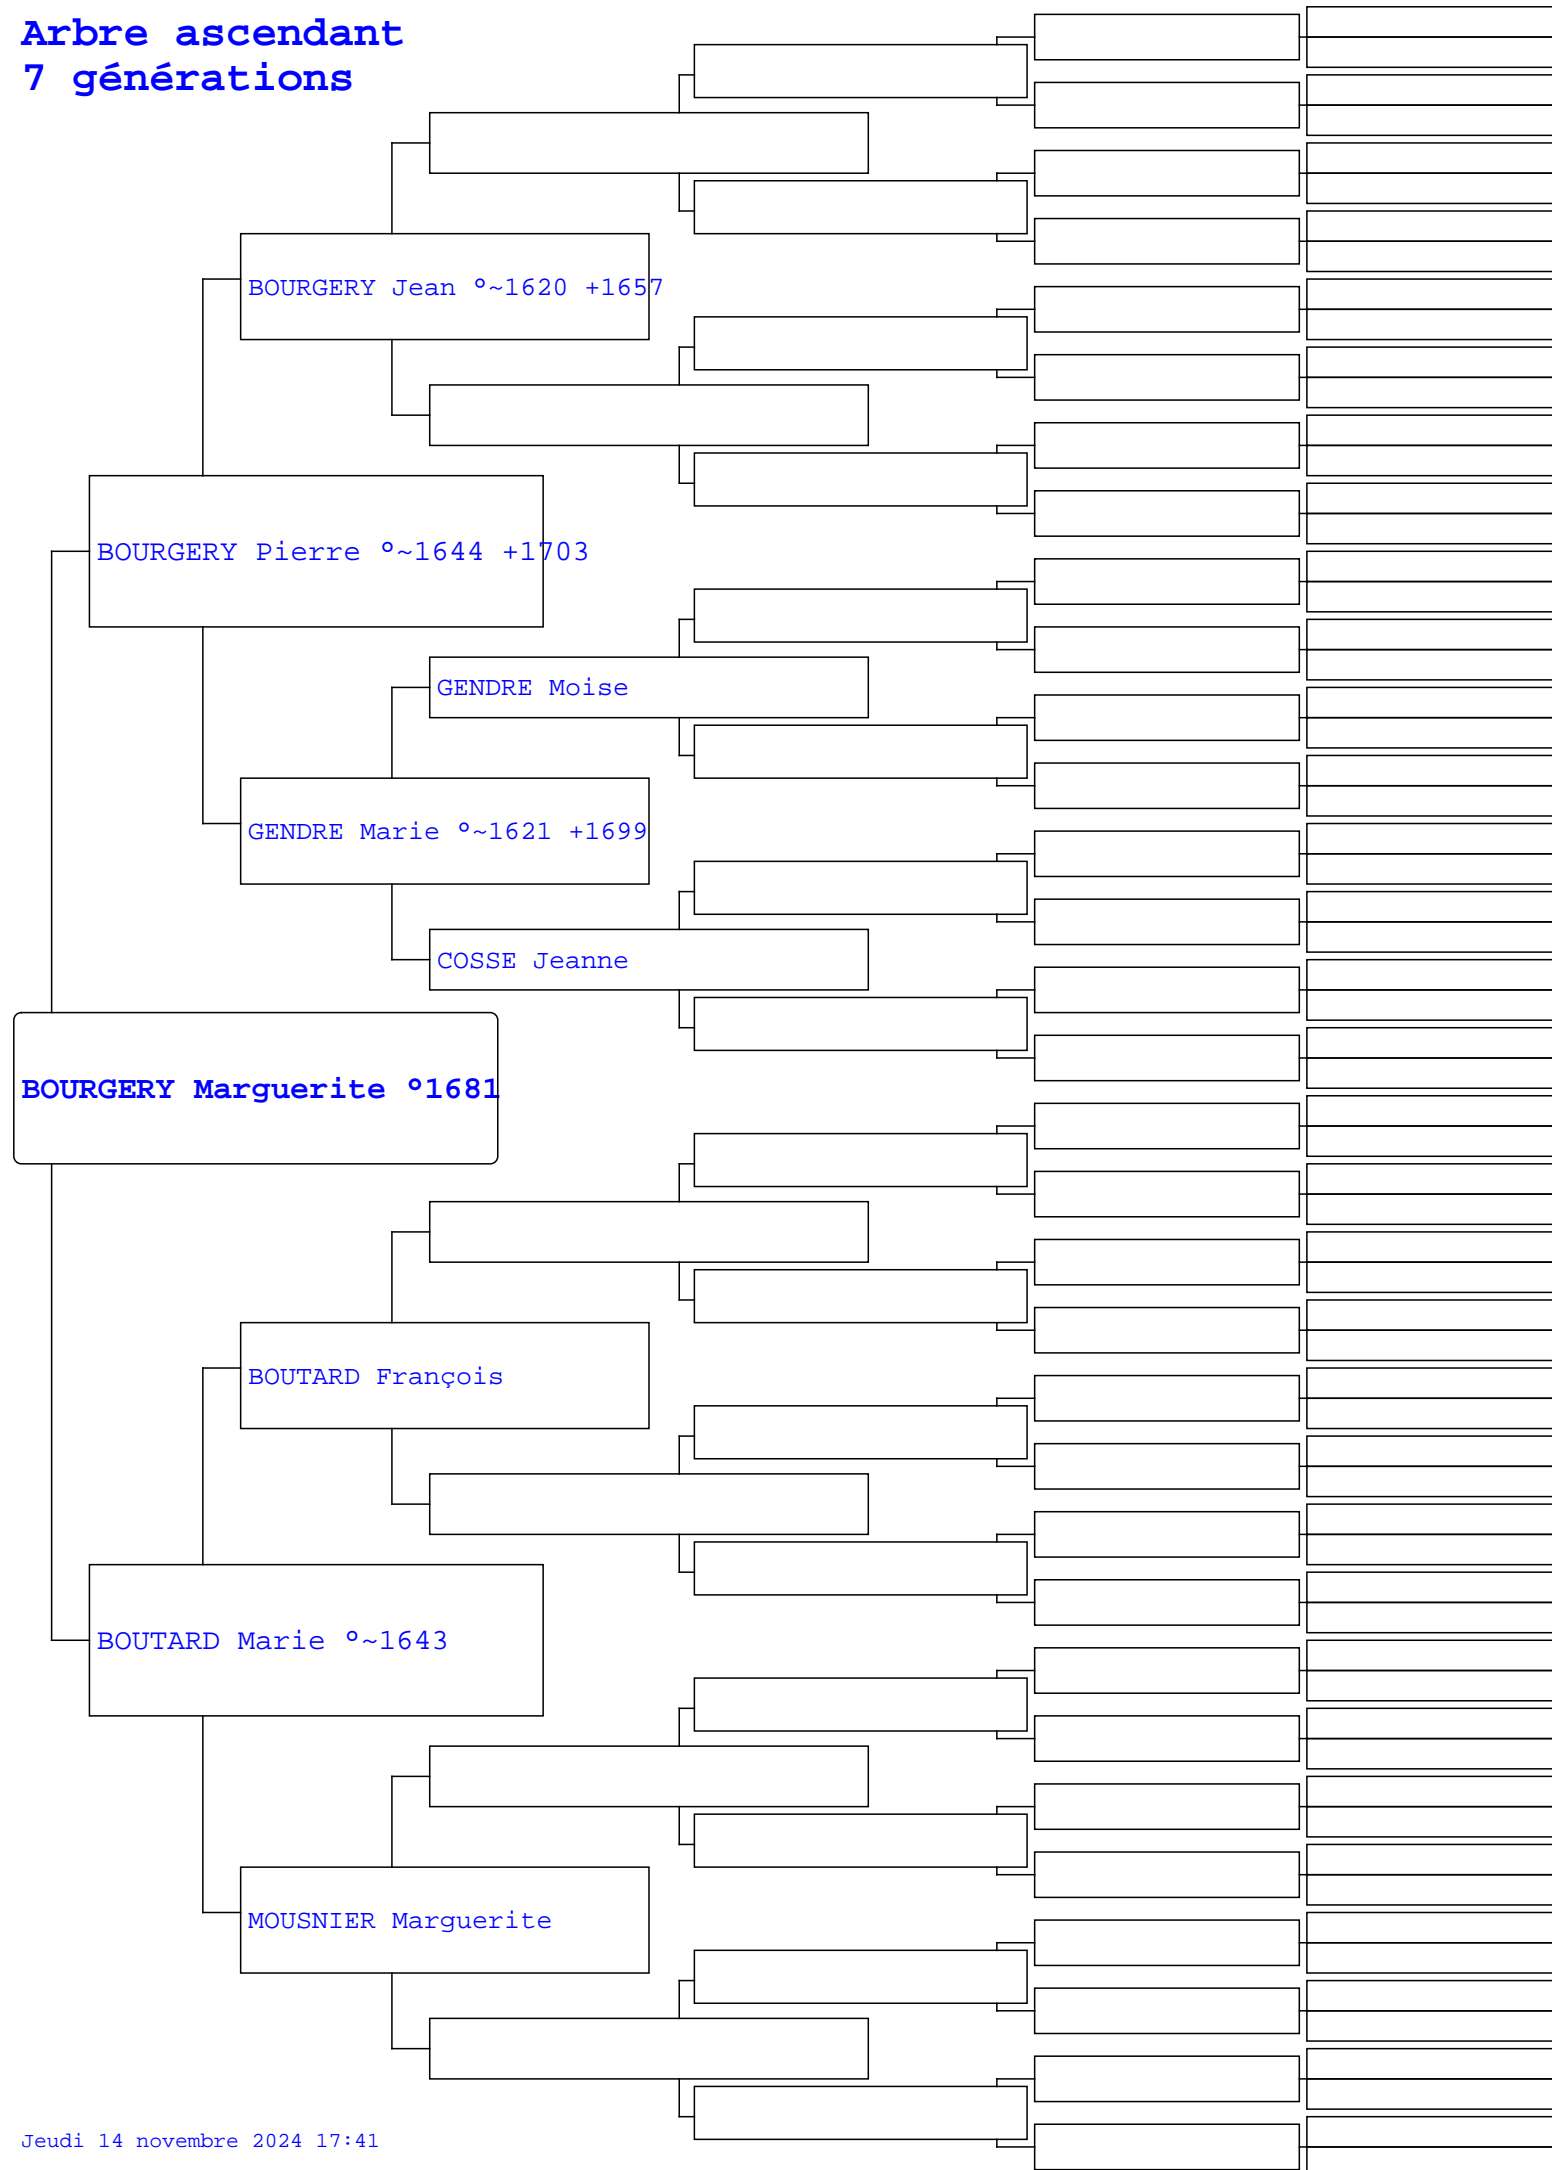 Arbre ascendant
7 générations
BOURGERY Jean °~1620 +1657
BOURGERY Pierre °~1644 +1703
GENDRE Moise
GENDRE Marie °~1621 +1699
COSSE Jeanne
BOURGERY Marguerite °1681
BOUTARD François
BOUTARD Marie °~1643
MOUSNIER Marguerite
Jeudi 14 novembre 2024 17:41